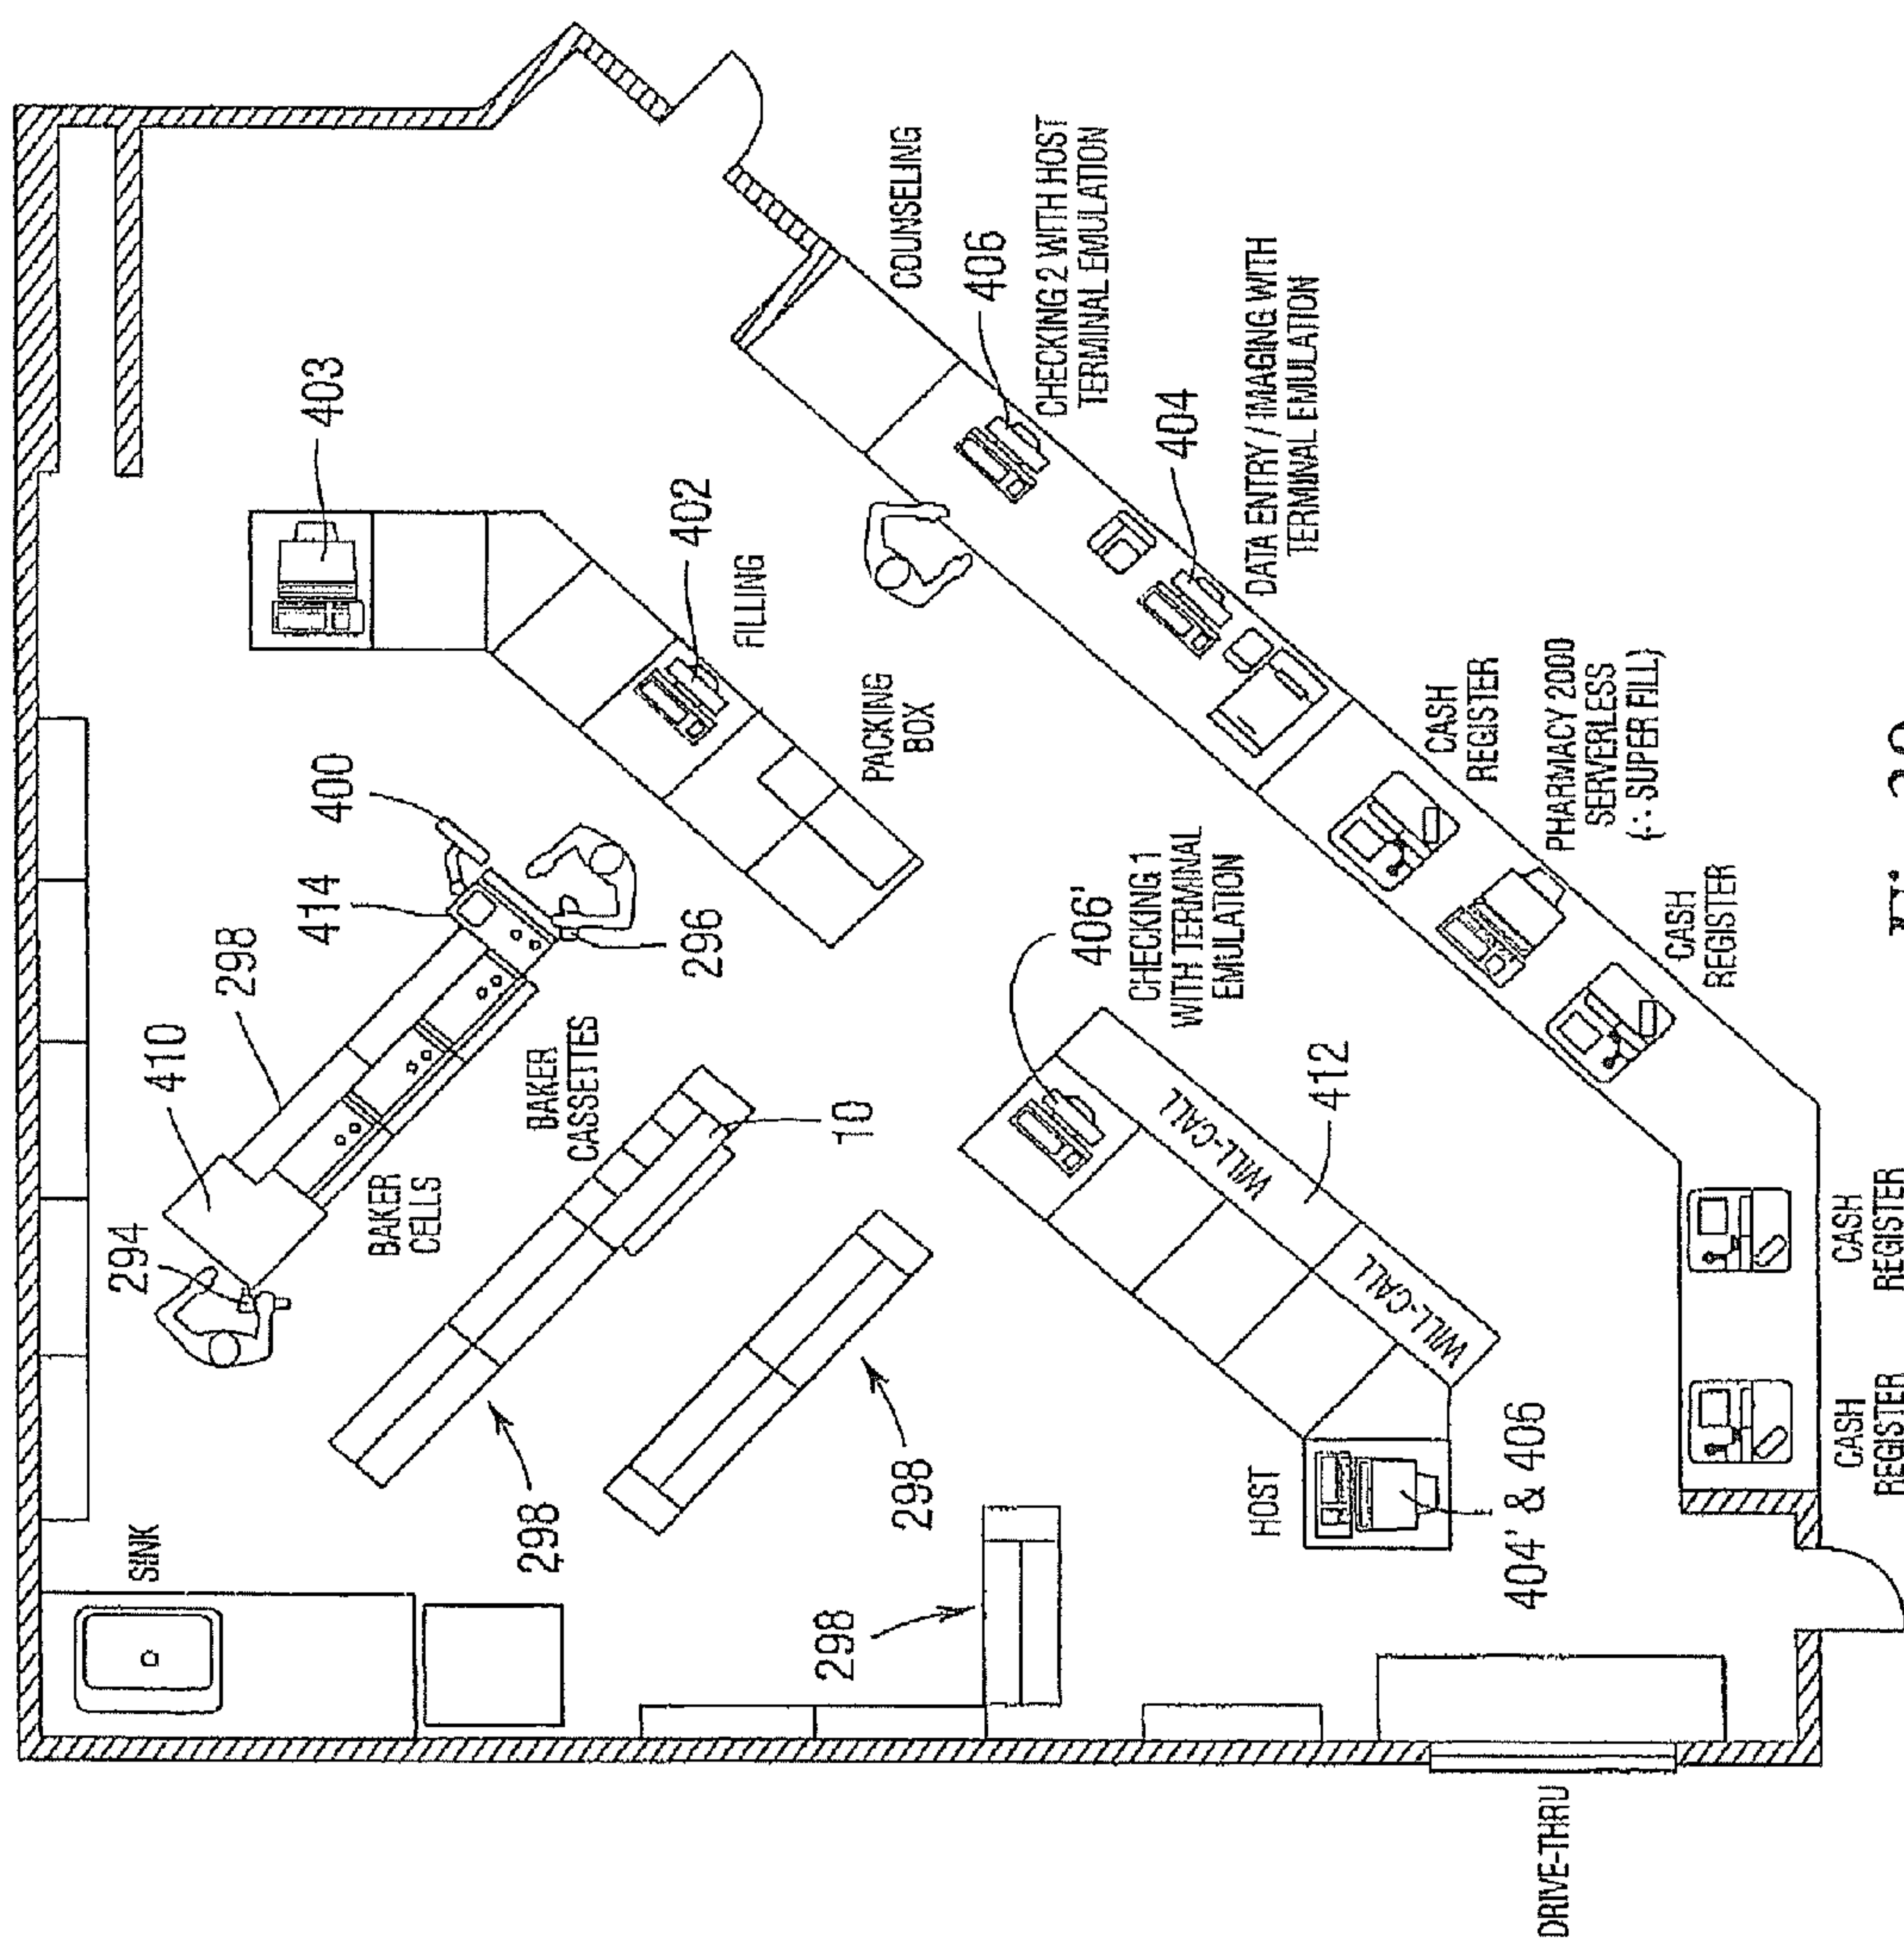 DRIVE-THRU
SINK
294
410
298
414
400
403
BAKER
CELLS
BAKER
CASSETTES
298
296
402
FILLING
10
298
298
PACKING
BOX
COUNSELING
406
CHECKING 2 WITH HOST
TERMINAL EMULATION
406'
CHECKING 1
WITH TERMINAL
EMULATION
404
DATA ENTRY / IMAGING WITH
TERMINAL EMULATION
HOST
WILL-CALL
WILL-CALL
412
404' & 406
CASH
REGISTER
PHARMACY 2000
SERVERLESS
(∴ SUPER FILL)
CASH
REGISTER
CASH
REGISTER
CASH
REGISTER